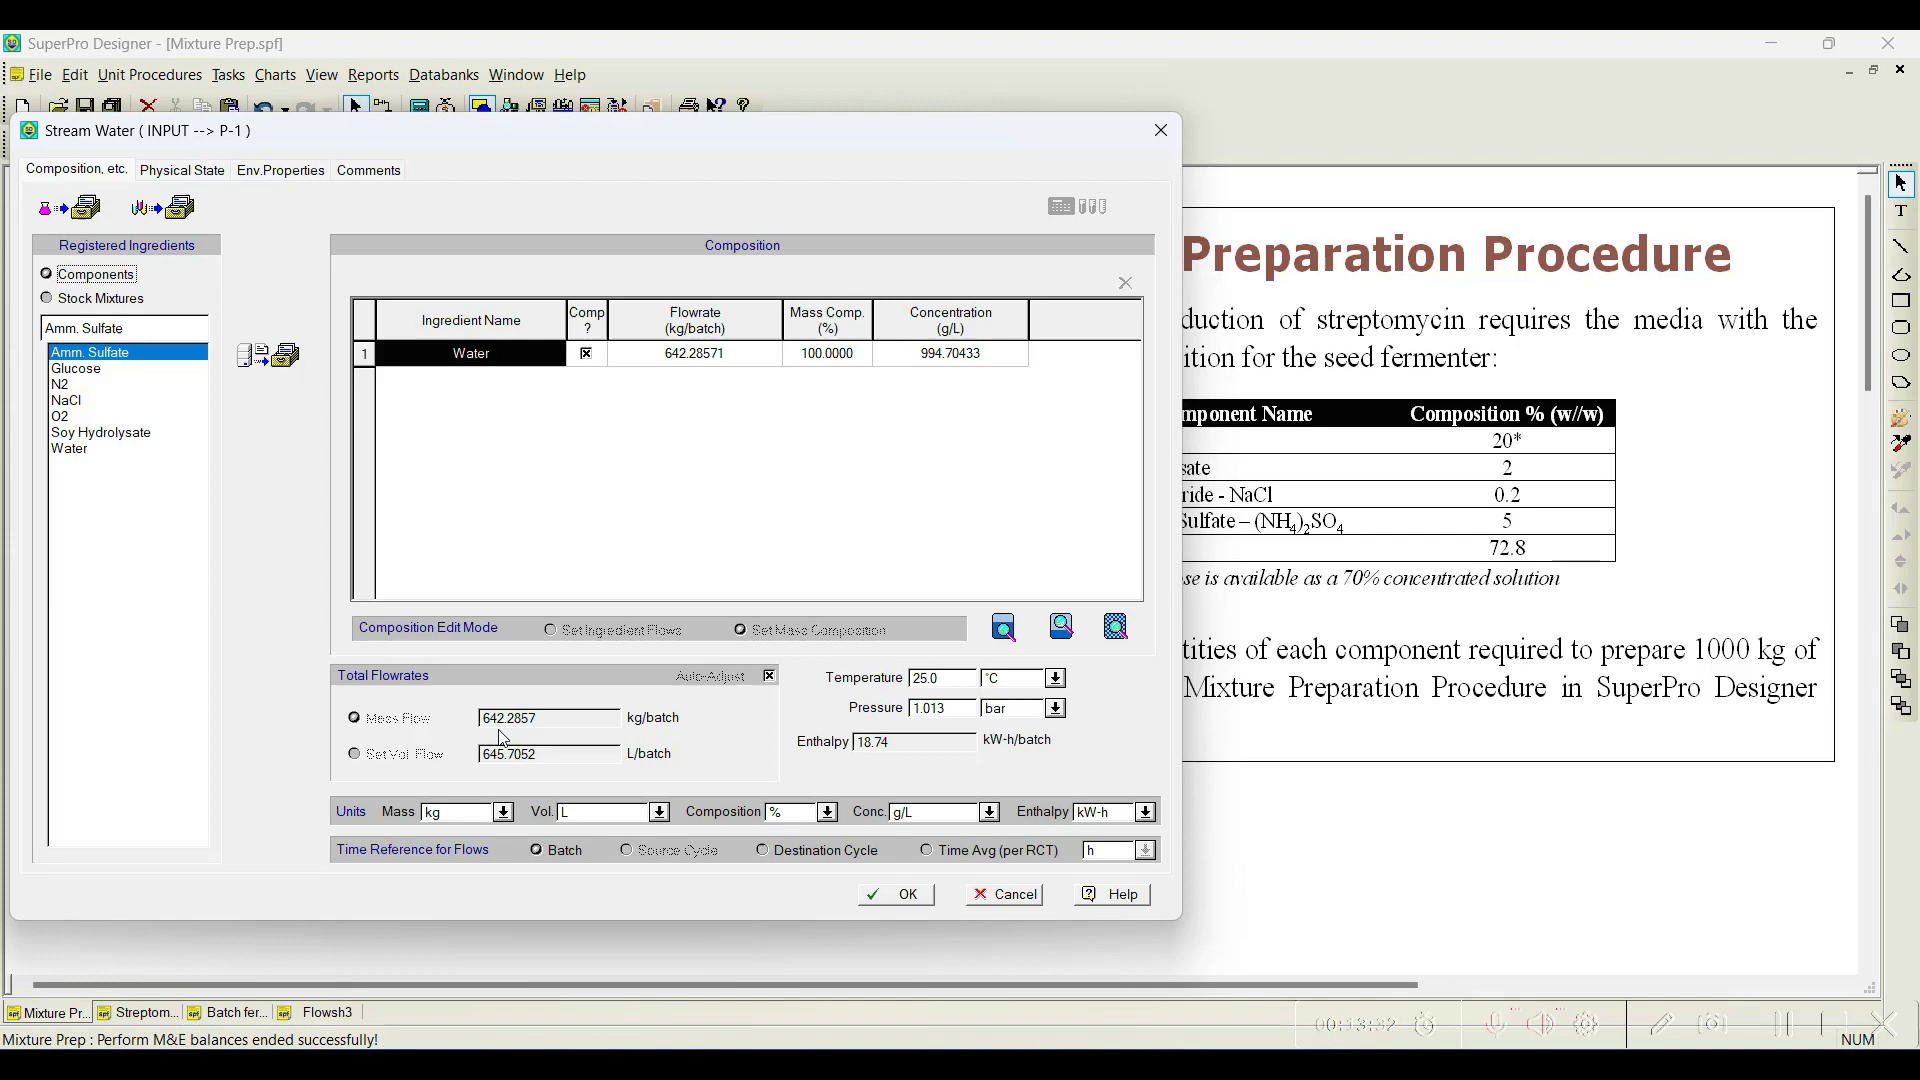 SuperPro Designer - [Mixture Prep.spf]
File Edit Unit Procedures Tasks Charts View Reports Databanks Window Help
Stream Water ( INPUT --> P-1 )
Composition, etc. Physical State Env.Properties Comments
Registered Ingredients
Components
Stock Mixtures
Amm. Sulfate
Amm. Sulfate
Glucose
N2
NaCl
O2
Soy Hydrolysate
Water
Composition
Ingredient Name Comp ? Flowrate (kg/batch) Mass Comp. (%) Concentration (g/L)
1 Water 642.28571 100.0000 994.70433
Composition Edit Mode Set Ingredient Flows Set Mass Composition
Total Flowrates Auto-Adjust
Mass Flow 642.2857 kg/batch
Set Vol. Flow 645.7052 L/batch
Temperature 25.0 °C
Pressure 1.013 bar
Enthalpy 18.74 kW-h/batch
Units Mass kg Vol. L Composition % Conc. g/L Enthalpy kW-h
Time Reference for Flows Batch Source Cycle Destination Cycle Time Avg (per RCT) h
OK Cancel Help
Preparation Procedure
duction of streptomycin requires the media with the
ition for the seed fermenter:
mponent Name Composition % (w//w)
20*
sate 2
ride - NaCl 0.2
Sulfate – (NH4)2SO4 5
72.8
se is available as a 70% concentrated solution
tities of each component required to prepare 1000 kg of
Mixture Preparation Procedure in SuperPro Designer
Mixture Pr... Streptom... Batch fer... Flowsh3
00:13:32
Mixture Prep : Perform M&E balances ended successfully!
NUM